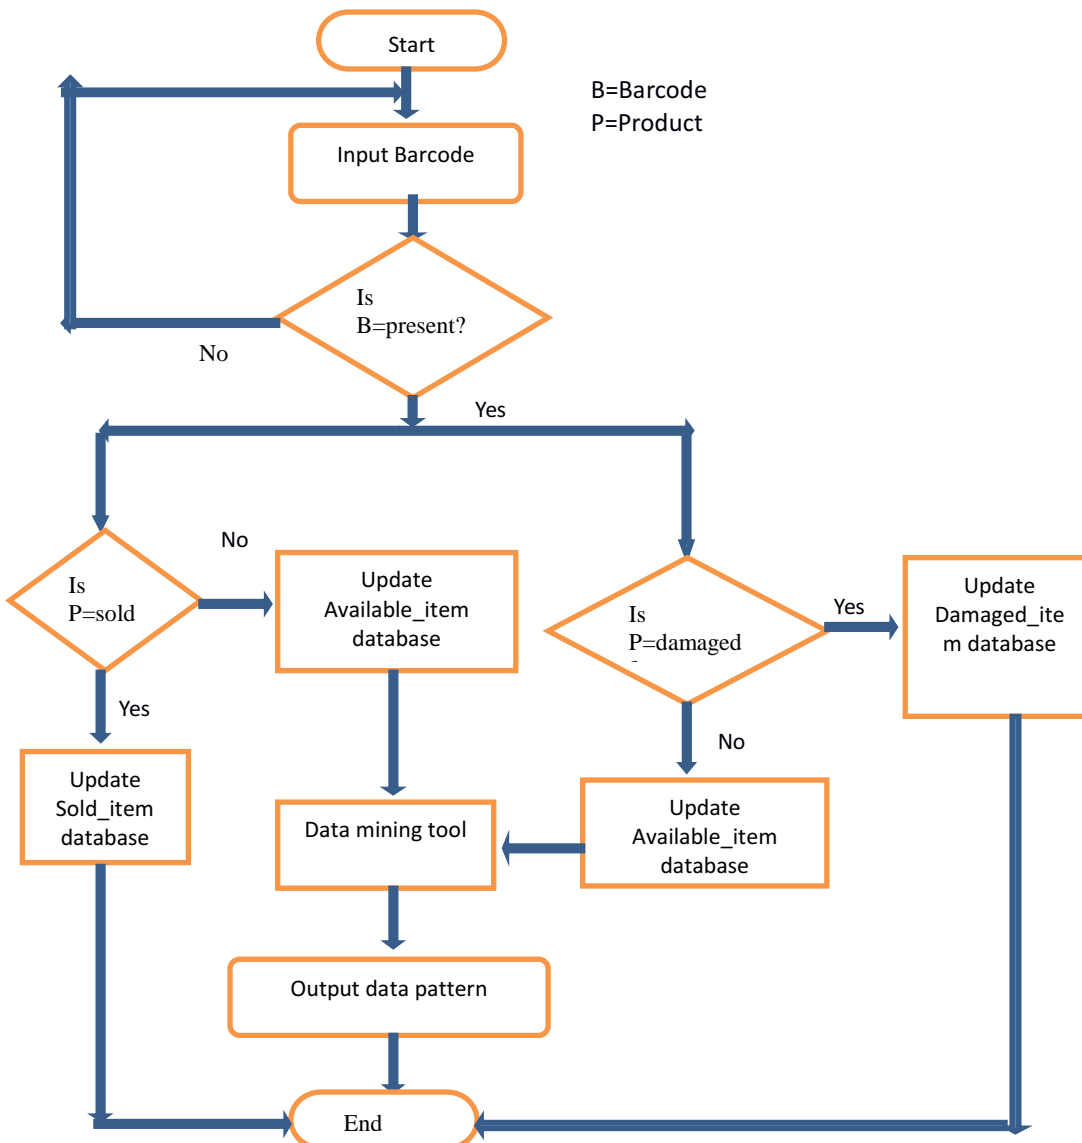 Start
B=Barcode
P=Product
Input Barcode
Is
B=present?
No
Yes
No
Is
P=sold
Update
Available_item
database
Is
P=damaged
Yes
Update
Damaged_ite
m database
Yes
No
Update
Sold_item
database
Data mining tool
Update
Available_item
database
Output data pattern
End